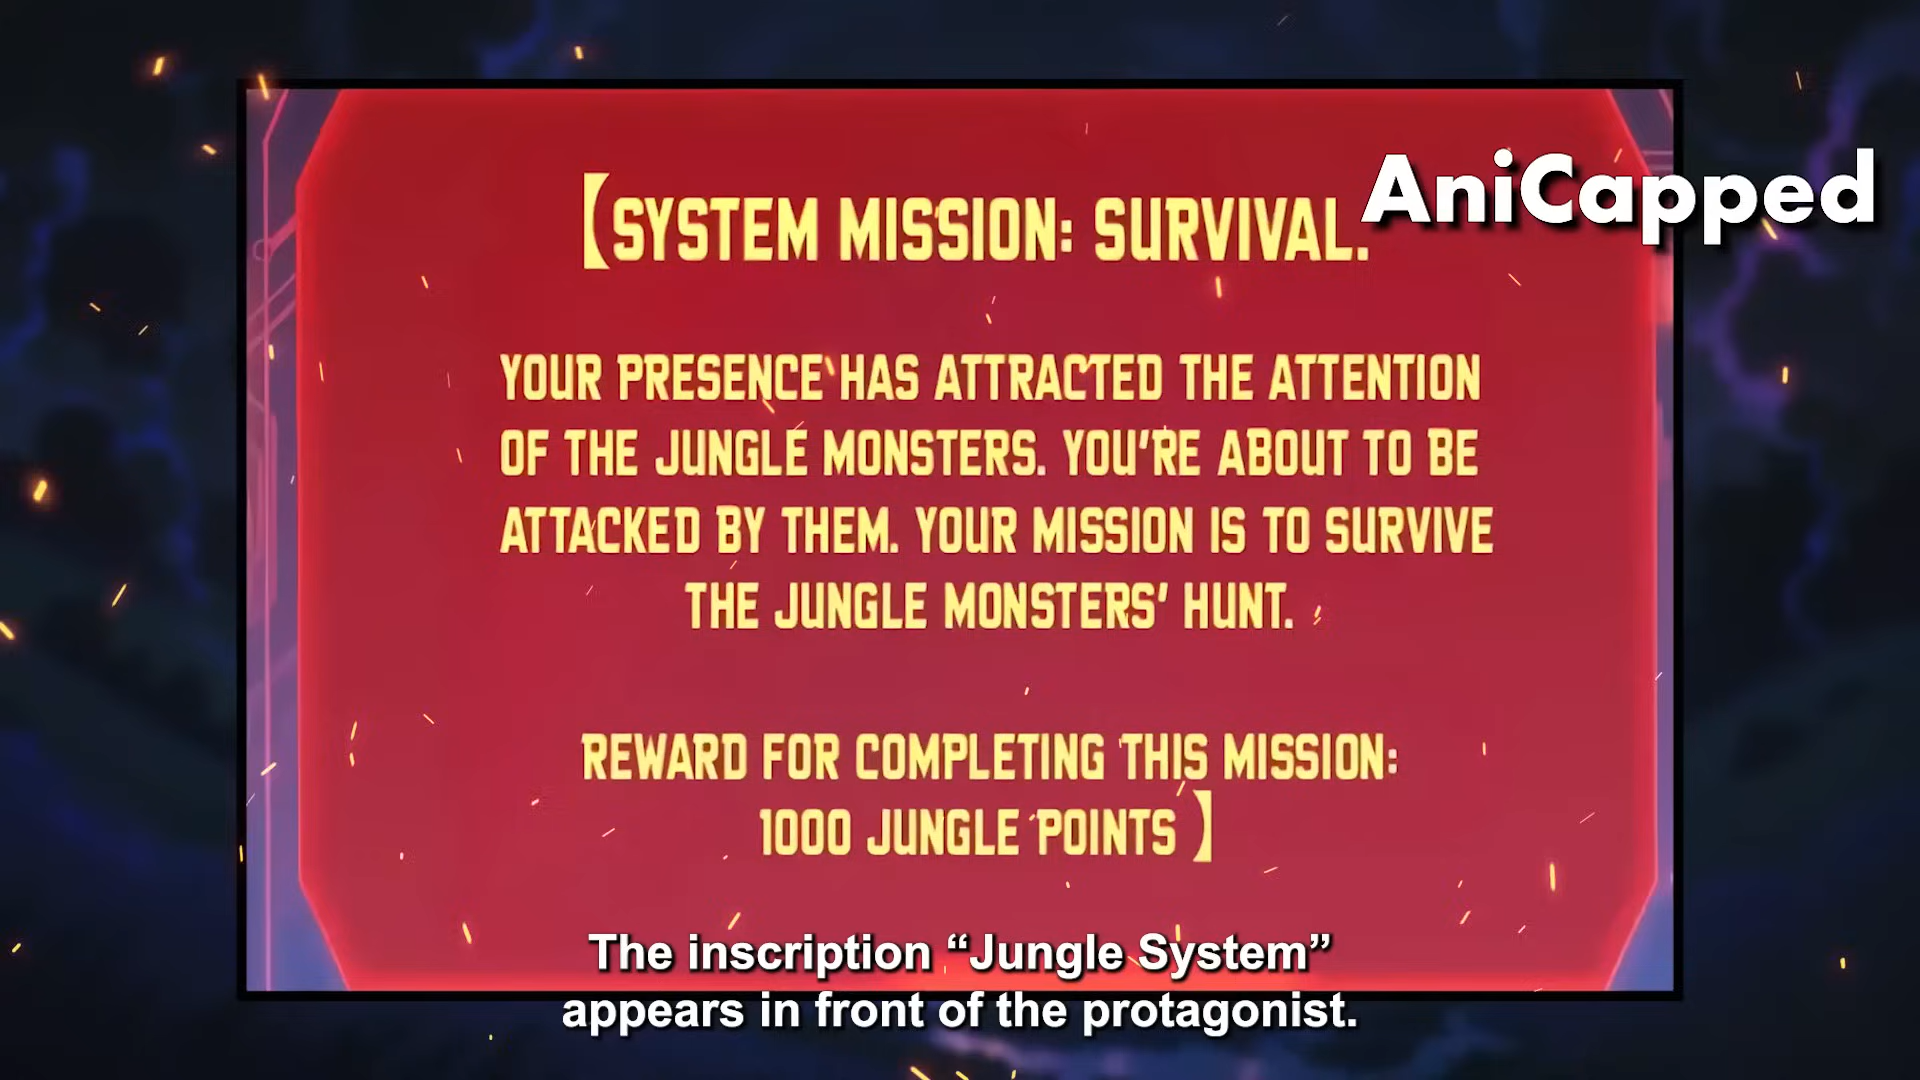 AniCapped
【SYSTEM MISSION: SURVIVAL.
YOUR PRESENCE HAS ATTRACTED THE ATTENTION
OF THE JUNGLE MONSTERS. YOU'RE ABOUT TO BE
ATTACKED BY THEM. YOUR MISSION IS TO SURVIVE
THE JUNGLE MONSTERS' HUNT.
REWARD FOR COMPLETING THIS MISSION:
1000 JUNGLE POINTS】
The inscription “Jungle System”
appears in front of the protagonist.